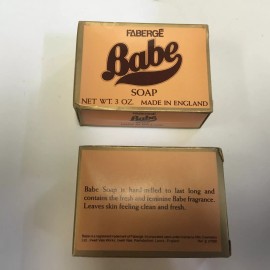 FABERGÉ
Babe
SOAP
NET WT. 3 OZ. MADE IN ENGLAND
FABERGÉ
Babe
Babe Soap is hard-milled to last long and
contains the fresh and feminine Babe fragrance.
Leaves skin feeling clean and fresh.